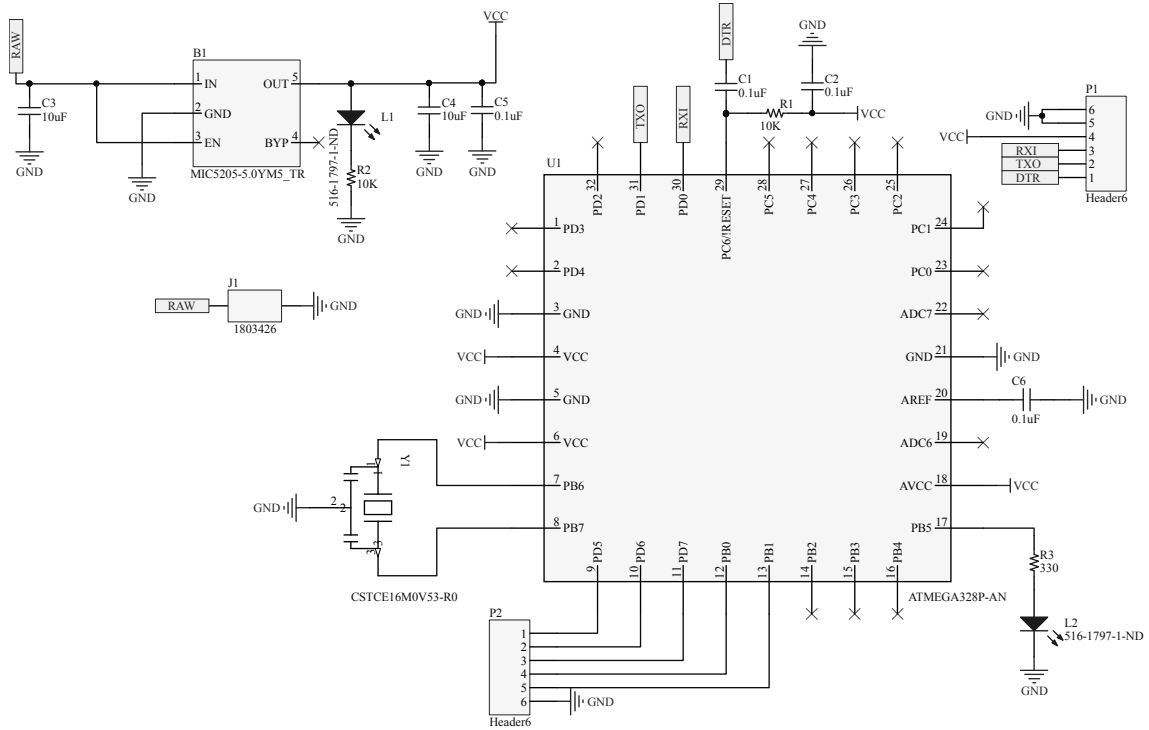 RAW
B1
1 IN
2 GND
3 EN
OUT 5
BYP 4
MIC5205-5.0YM5_TR
C3
10uF
GND
GND
VCC
L1
516-1797-1-ND
R2
10K
GND
C4
10uF
GND
C5
0.1uF
GND
RAW
J1
1803426
GND
DTR
C1
0.1uF
GND
C2
0.1uF
R1
10K
VCC
TXO
RXI
P1
GND
6
5
VCC
4
RXI
3
TXO
2
DTR
1
Header6
U1
32 PD2
31 PD1
30 PD0
29 PC6/!RESET
28 PC5
27 PC4
26 PC3
25 PC2
1 PD3
2 PD4
GND 3 GND
VCC 4 VCC
GND 5 GND
VCC 6 VCC
7 PB6
8 PB7
PC1 24
PC0 23
ADC7 22
GND 21 GND
AREF 20
C6
0.1uF
GND
ADC6 19
AVCC 18 VCC
PB5 17
9 PD5
10 PD6
11 PD7
12 PB0
13 PB1
14 PB2
15 PB3
16 PB4
ATMEGA328P-AN
Y1
1
1
GND
2
2
3
3
CSTCE16M0V53-R0
R3
330
L2
516-1797-1-ND
GND
P2
1
2
3
4
5
6
GND
Header6